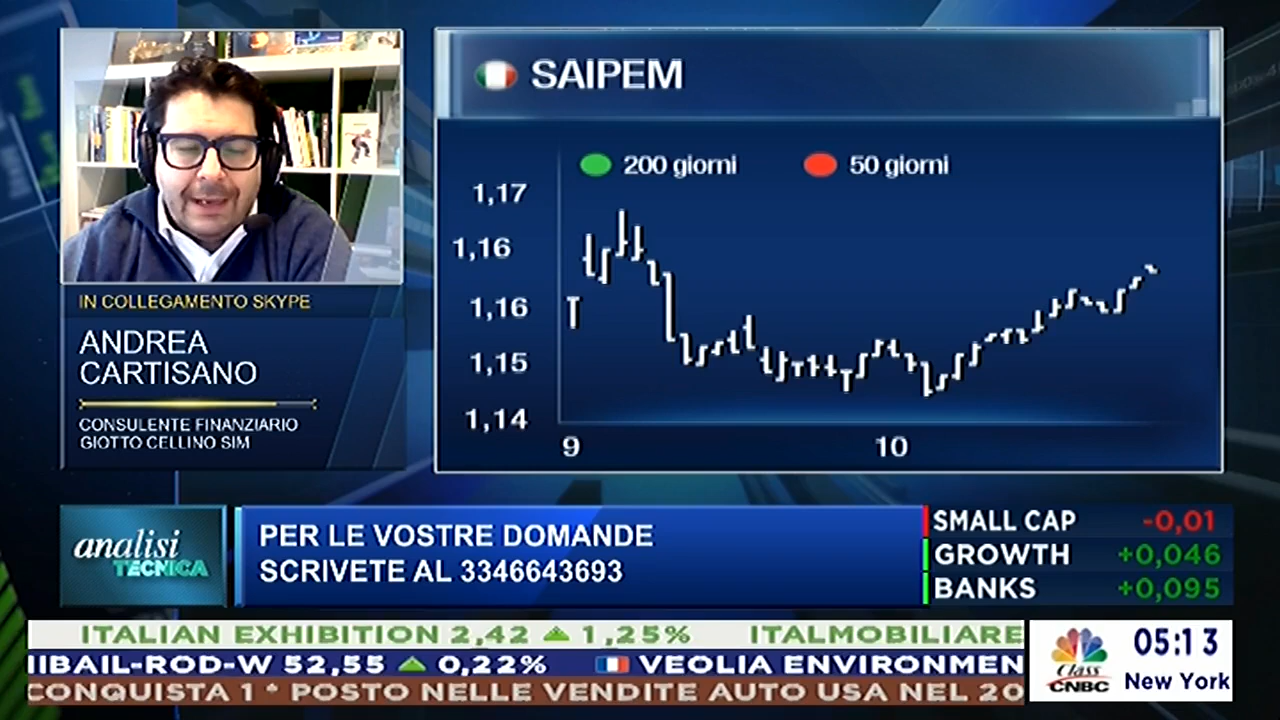 SAIPEM
200 giorni
50 giorni
1,17
1,16
1,16
1,15
1,14
9
10
IN COLLEGAMENTO SKYPE
ANDREA
CARTISANO
CONSULENTE FINANZIARIO
GIOTTO CELLINO SIM
analisi
TECNICA
PER LE VOSTRE DOMANDE
SCRIVETE AL 3346643693
SMALL CAP -0,01
GROWTH +0,046
BANKS +0,095
ITALIAN EXHIBITION 2,42 1,25% ITALMOBILIARE
IBAIL-ROD-W 52,55 0,22% VEOLIA ENVIRONMEN
CONQUISTA 1° POSTO NELLE VENDITE AUTO USA NEL 20
Class
CNBC
05:13
New York